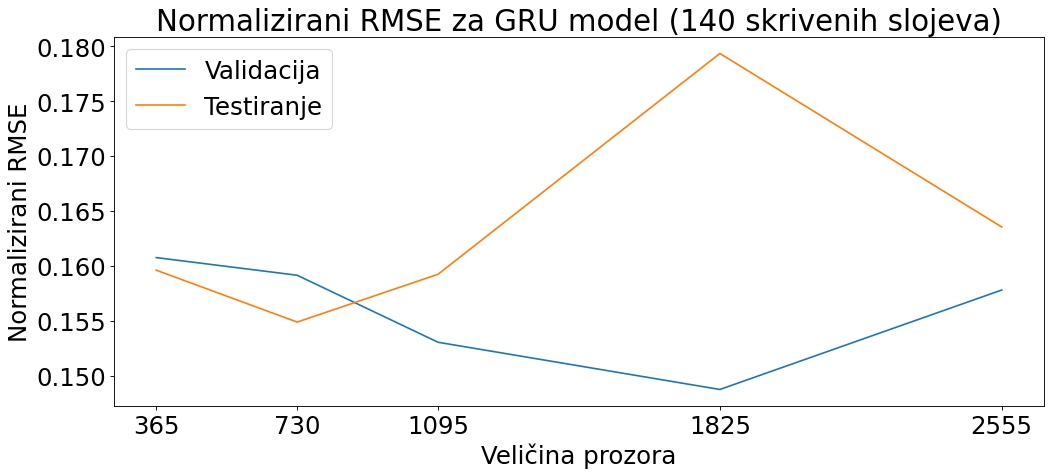 Normalizirani RMSE za GRU model (140 skrivenih slojeva)
Normalizirani RMSE
0.180
0.175
0.170
0.165
0.160
0.155
0.150
Validacija
Testiranje
365
730
1095
1825
2555
Veličina prozora